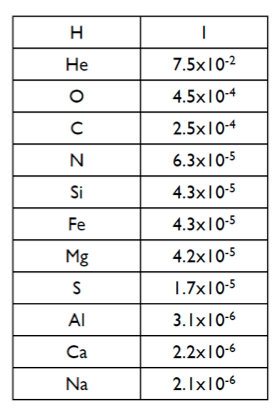 H 1
He 7.5x10-2
O 4.5x10-4
C 2.5x10-4
N 6.3x10-5
Si 4.3x10-5
Fe 4.3x10-5
Mg 4.2x10-5
S 1.7x10-5
Al 3.1x10-6
Ca 2.2x10-6
Na 2.1x10-6